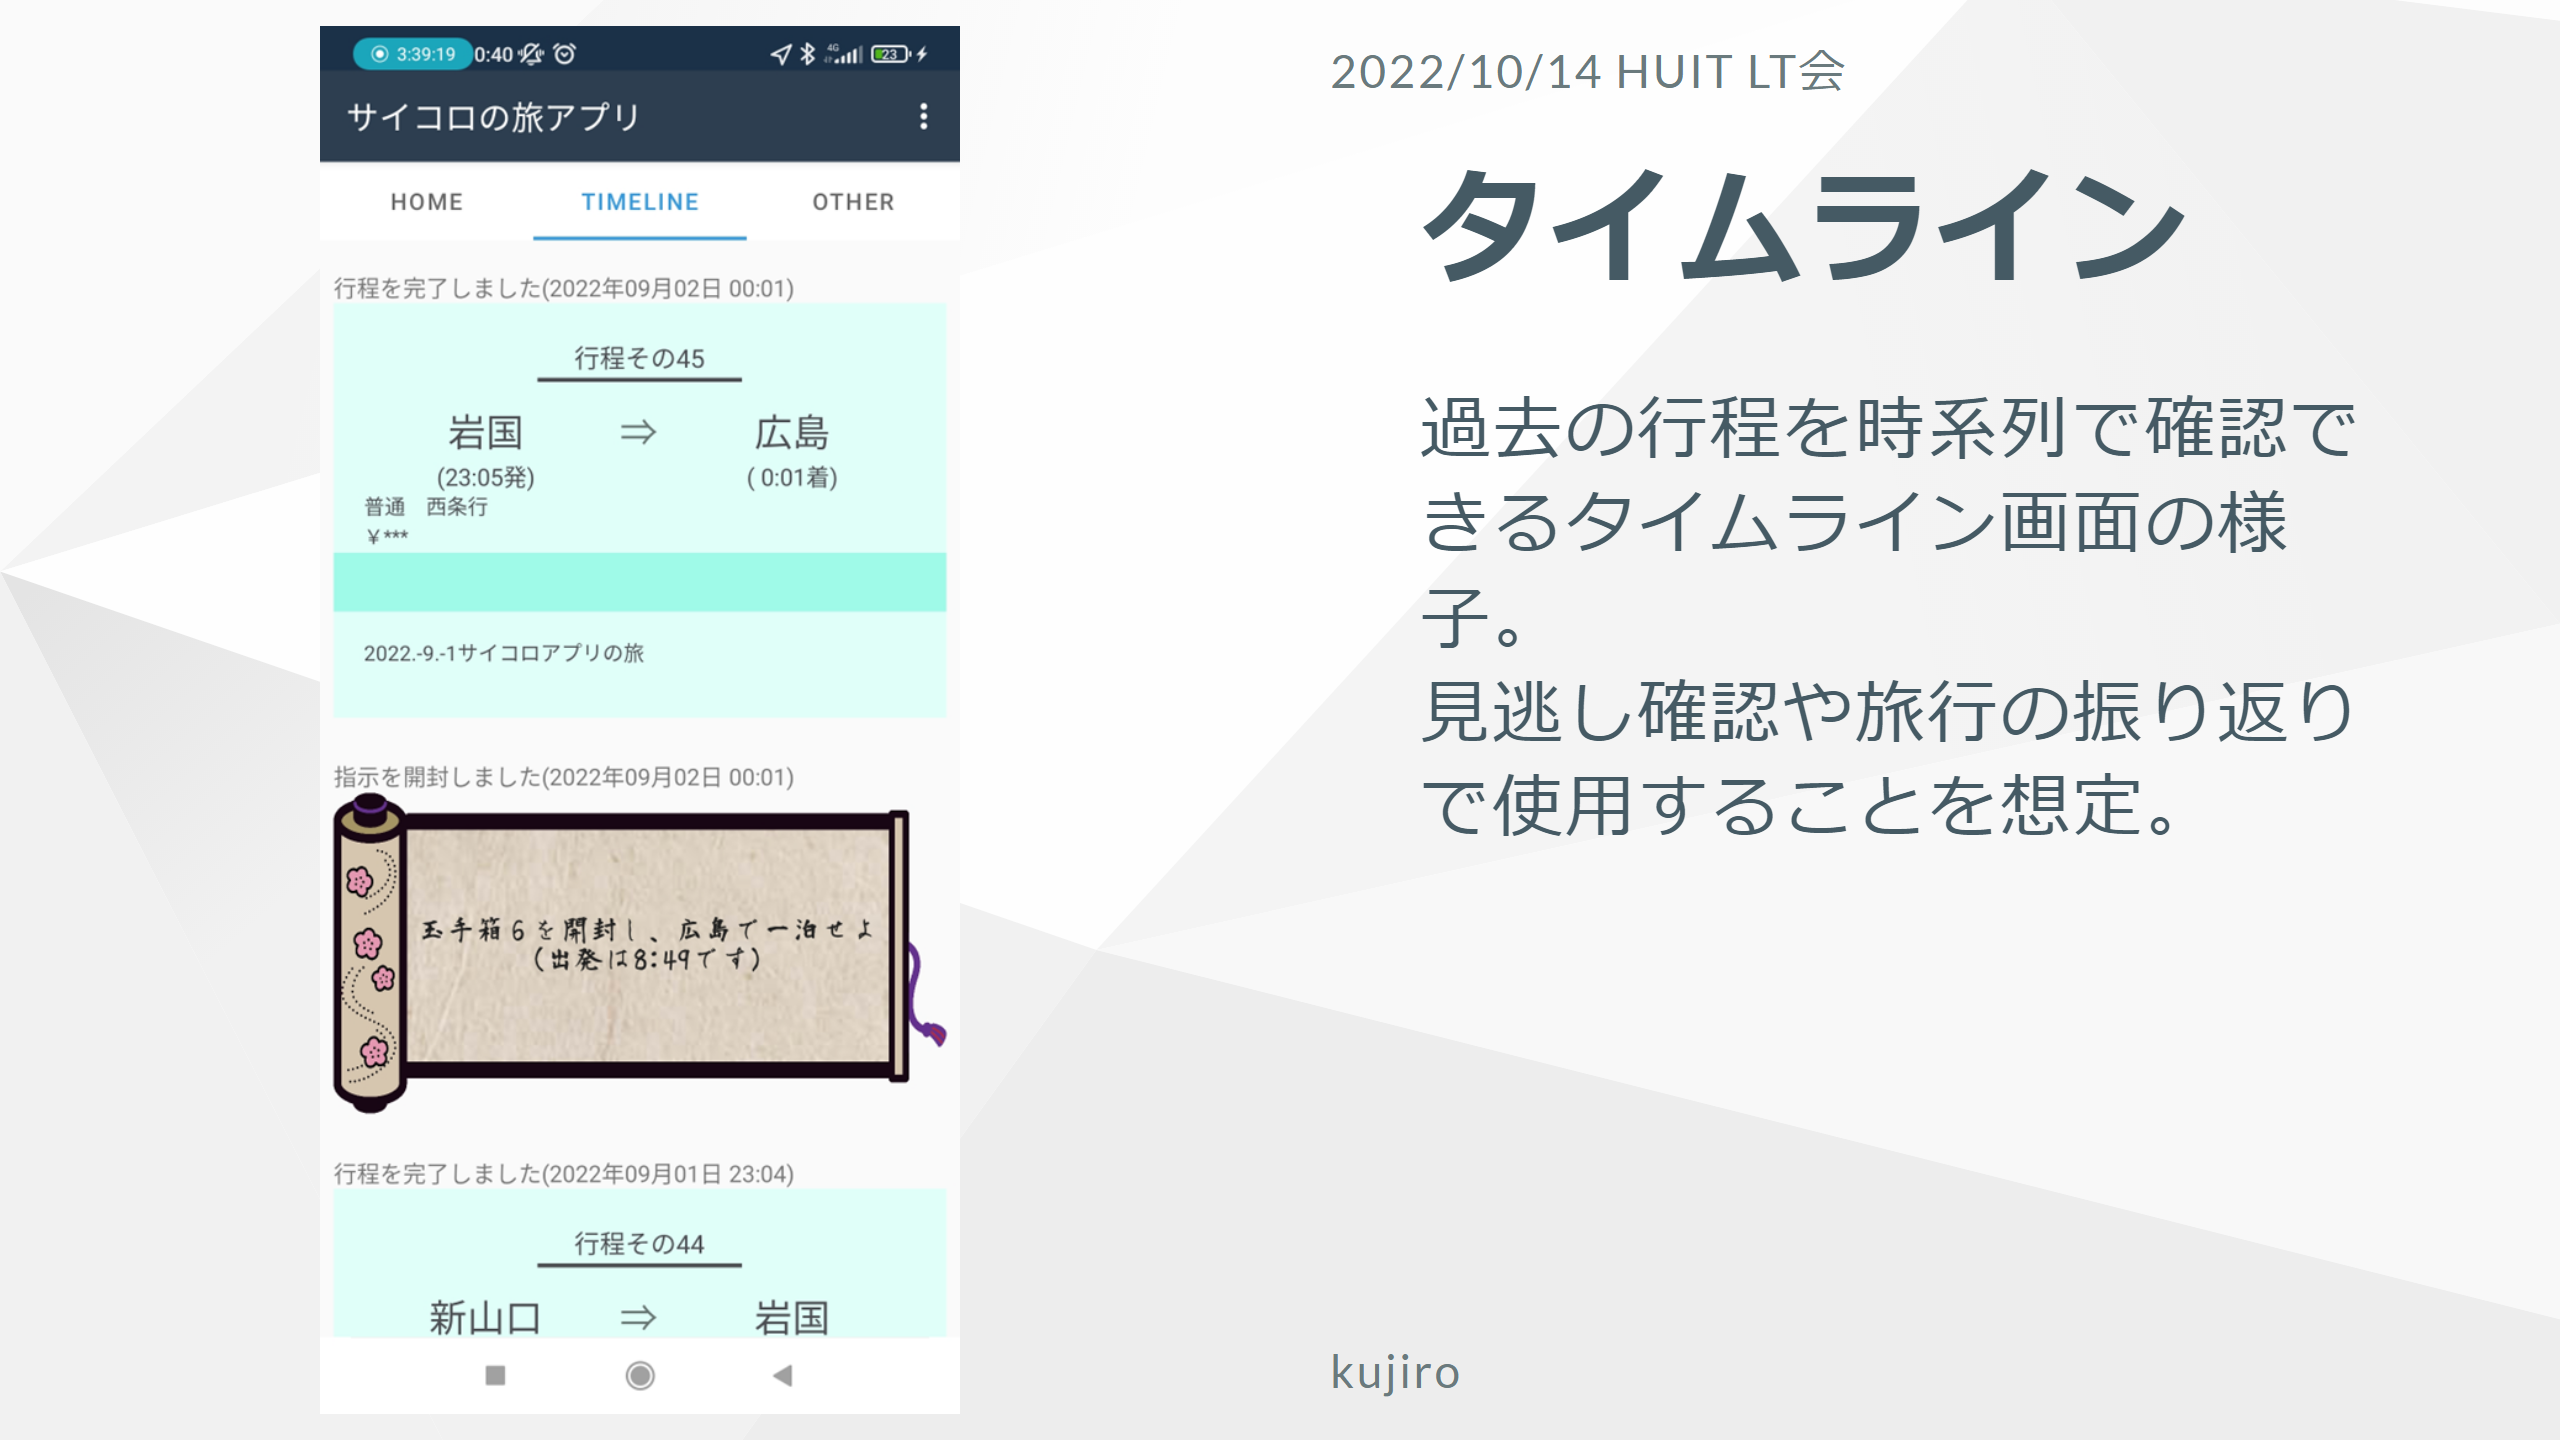 3:39:19 0:40 4G 23
サイコロの旅アプリ
HOME TIMELINE OTHER
行程を完了しました(2022年09月02日 00:01)
行程その45
岩国 ⇒ 広島
(23:05発) ( 0:01着)
普通　西条行
￥***
2022.-9.-1サイコロアプリの旅
指示を開封しました(2022年09月02日 00:01)
玉手箱6を開封し、広島で一泊せよ
(出発は8:49です)
行程を完了しました(2022年09月01日 23:04)
行程その44
新山口 ⇒ 岩国
2022/10/14 HUIT LT会
タイムライン
過去の行程を時系列で確認で
きるタイムライン画面の様
子。
見逃し確認や旅行の振り返り
で使用することを想定。
kujiro